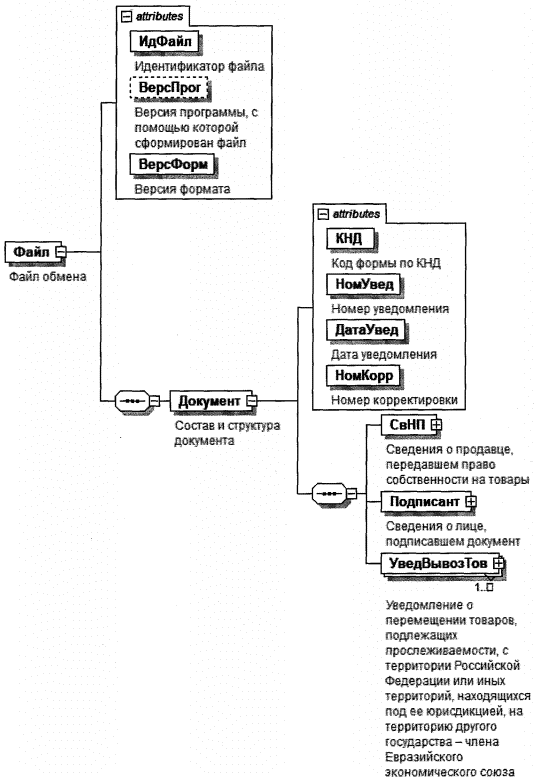 attributes
ИдФайл
Идентификатор файла
ВерсПрог
Версия программы, с
помощью которой
сформирован файл
ВерсФорм
Версия формата
Файл
Файл обмена
attributes
КНД
Код формы по КНД
НомУвед
Номер уведомления
ДатаУвед
Дата уведомления
НомКорр
Номер корректировки
Документ
Состав и структура
документа
СвНП
Сведения о продавце,
передавшем право
собственности на товары
Подписант
Сведения о лице,
подписавшем документ
УведВывозТов
1..
Уведомление о
перемещении товаров,
подлежащих
прослеживаемости, с
территории Российской
Федерации или иных
территорий, находящихся
под ее юрисдикцией, на
территорию другого
государства – члена
Евразийского
экономического союза